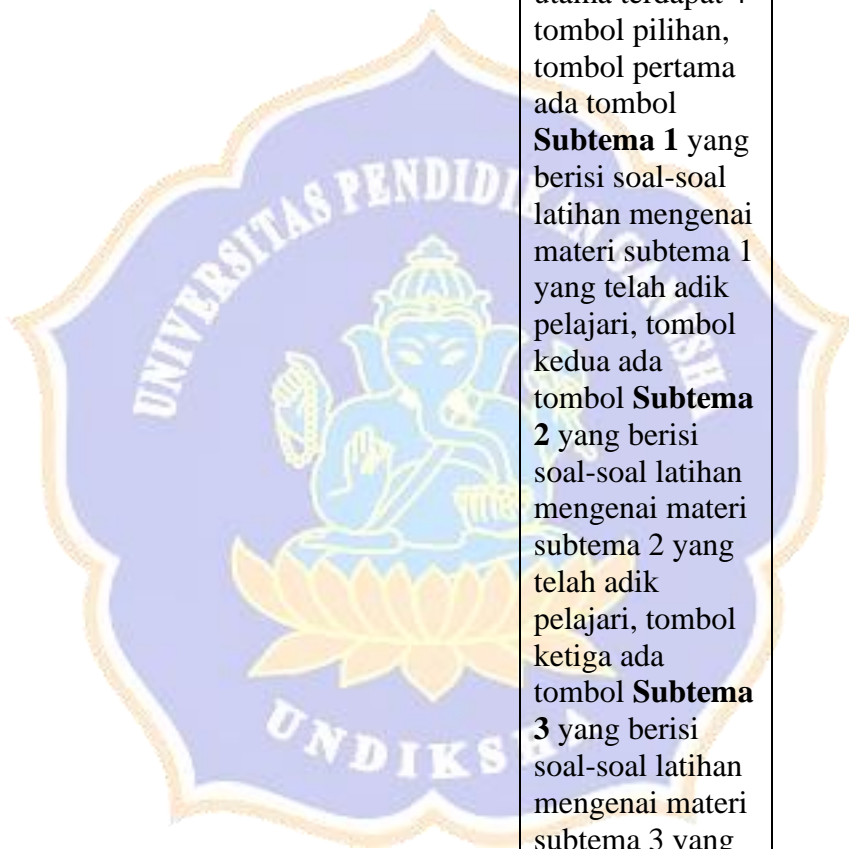 utama terdapat 4
tombol pilihan,
tombol pertama
ada tombol
Subtema 1 yang
berisi soal-soal
latihan mengenai
materi subtema 1
yang telah adik
pelajari, tombol
kedua ada
tombol Subtema
2 yang berisi
soal-soal latihan
mengenai materi
subtema 2 yang
telah adik
pelajari, tombol
ketiga ada
tombol Subtema
3 yang berisi
soal-soal latihan
mengenai materi
subtema 3 yang
UNIVERSITAS PENDIDIKAN GANESHA
UNDIKSHA